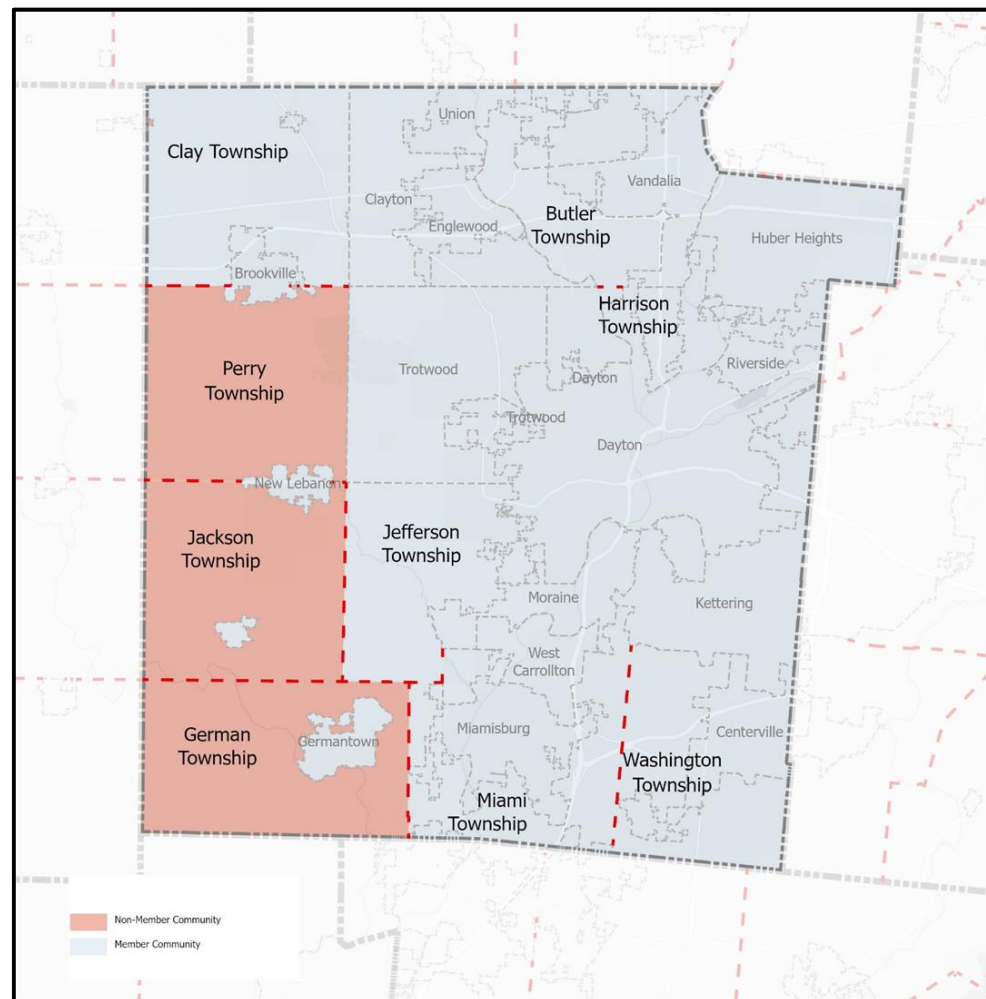 Union
Clay Township
Vandalia
Clayton
Butler
Township
Englewood
Huber Heights
Brookville
Harrison
Township
Perry
Township
Trotwood
Riverside
Dayton
Trotwood
Dayton
New Lebanon
Jackson
Township
Jefferson
Township
Moraine
Kettering
West
Carrollton
German
Township
Germantown
Miamisburg
Centerville
Washington
Township
Miami
Township
Non-Member Community
Member Community